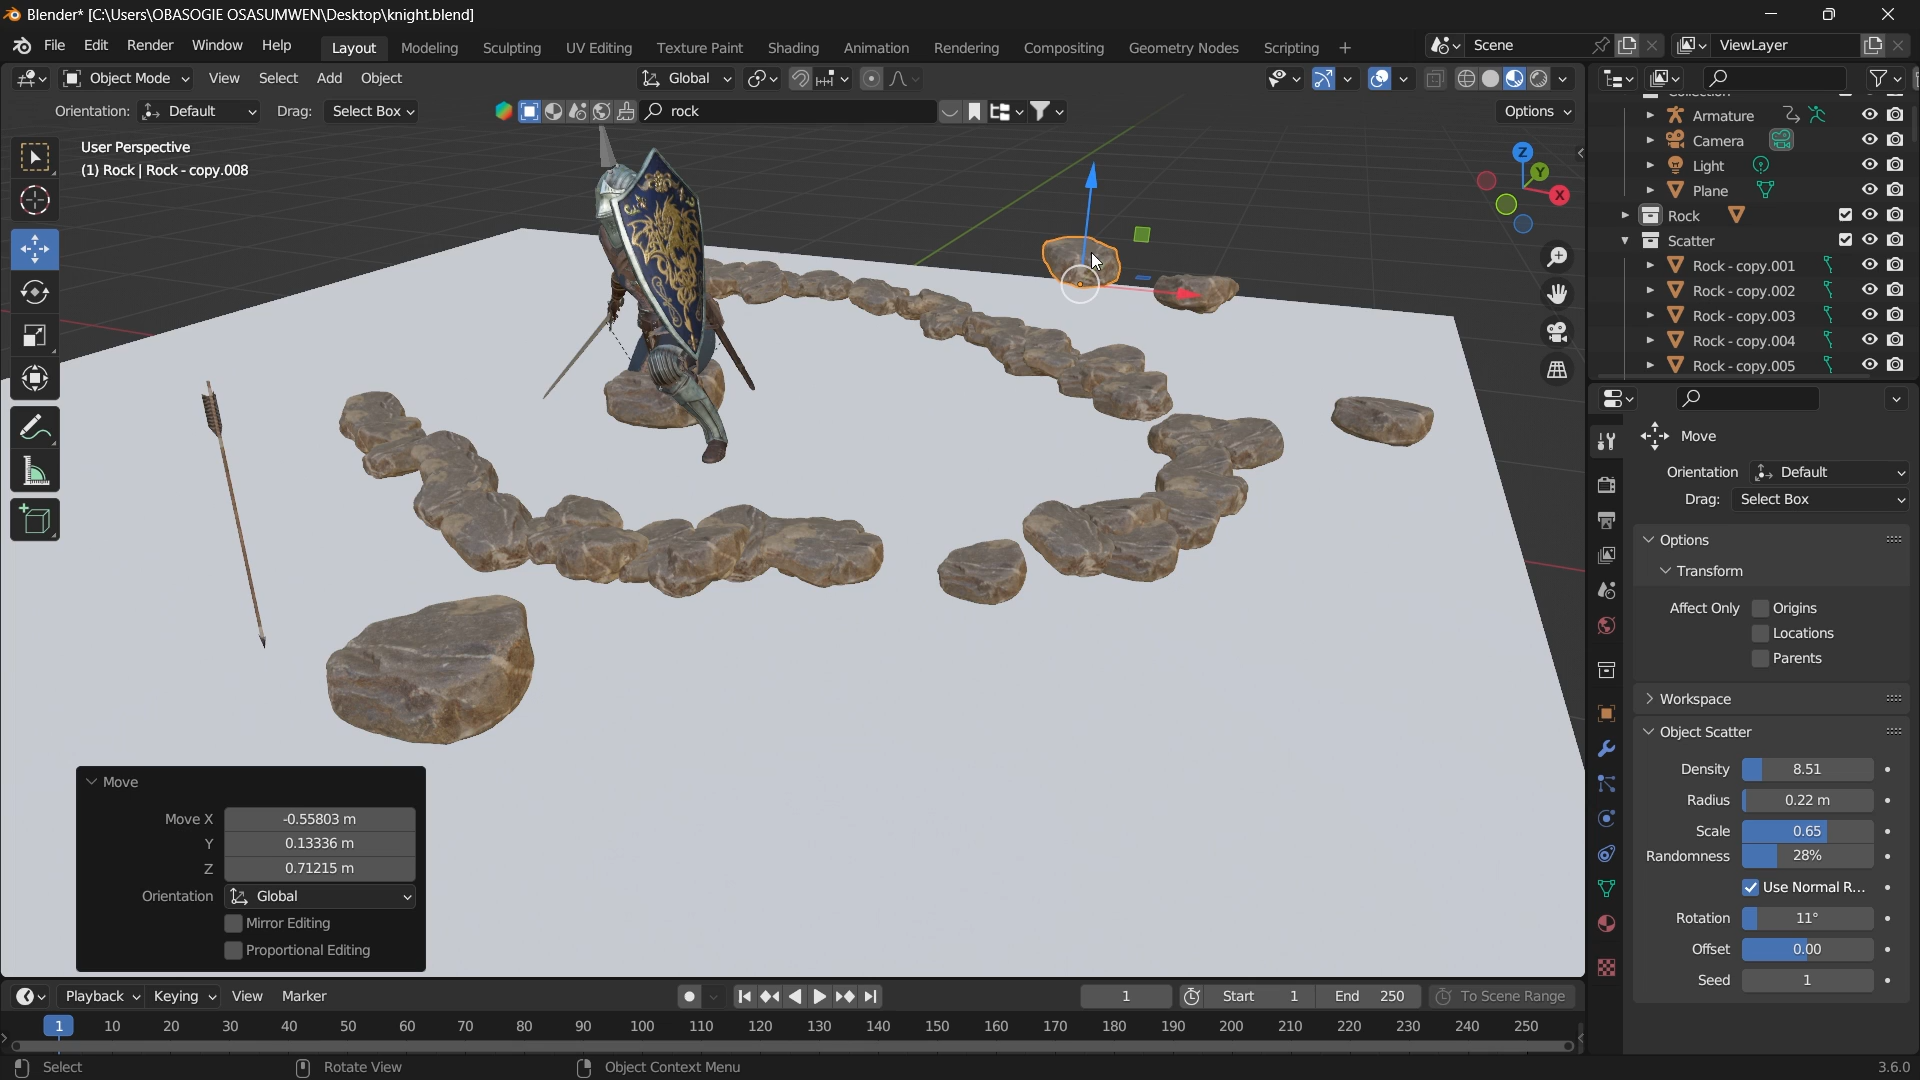 Blender* [C:\Users\OBASOGIE OSASUMWEN\Desktop\knight.blend]
File Edit Render Window Help
Layout Modeling Sculpting UV Editing Texture Paint Shading Animation Rendering Compositing Geometry Nodes Scripting +
Scene ViewLayer
Object Mode View Select Add Object
Global
Orientation: Default Drag: Select Box
rock
Options
User Perspective
(1) Rock | Rock - copy.008
Z
Y
X
Armature
Camera
Light
Plane
Rock
Scatter
Rock - copy.001
Rock - copy.002
Rock - copy.003
Rock - copy.004
Rock - copy.005
Move
Orientation Default
Drag: Select Box
Options
Transform
Affect Only Origins
Locations
Parents
Workspace
Object Scatter
Density 8.51
Radius 0.22 m
Scale 0.65
Randomness 28%
Use Normal R...
Rotation 11°
Offset 0.00
Seed 1
Move
Move X -0.55803 m
Y 0.13336 m
Z 0.71215 m
Orientation Global
Mirror Editing
Proportional Editing
Playback Keying View Marker
1 Start 1 End 250 To Scene Range
1 10 20 30 40 50 60 70 80 90 100 110 120 130 140 150 160 170 180 190 200 210 220 230 240 250
Select Rotate View Object Context Menu
3.6.0